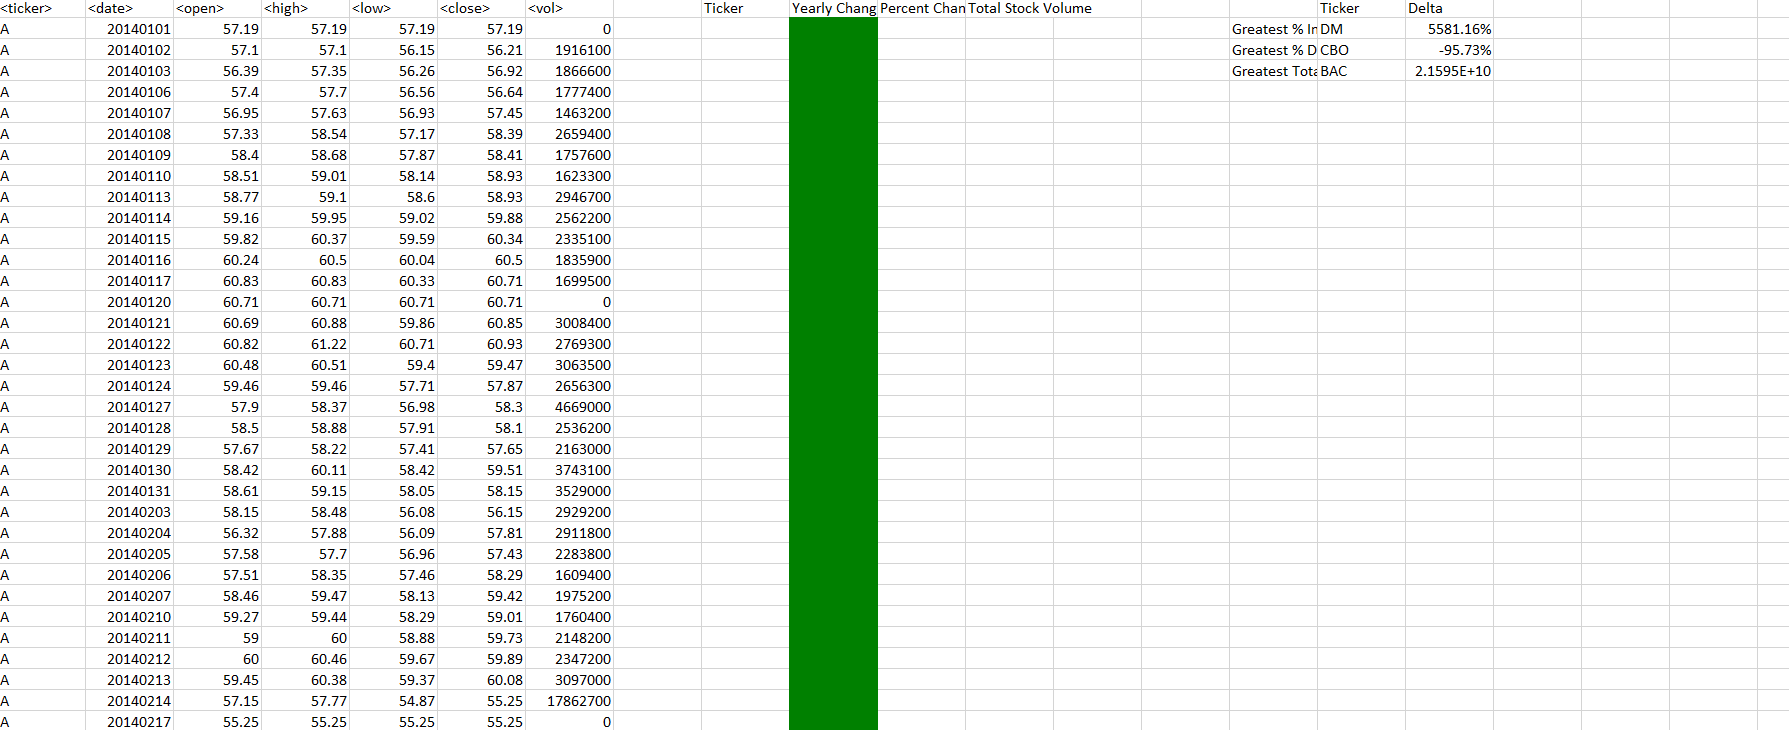 <ticker> <date> <open> <high> <low> <close> <vol> Ticker Yearly Chang Percent Chan Total Stock Volume Ticker Delta
A 20140101 57.19 57.19 57.19 57.19 0 Greatest % In DM 5581.16%
A 20140102 57.1 57.1 56.15 56.21 1916100 Greatest % D CBO -95.73%
A 20140103 56.39 57.35 56.26 56.92 1866600 Greatest Tota BAC 2.1595E+10
A 20140106 57.4 57.7 56.56 56.64 1777400
A 20140107 56.95 57.63 56.93 57.45 1463200
A 20140108 57.33 58.54 57.17 58.39 2659400
A 20140109 58.4 58.68 57.87 58.41 1757600
A 20140110 58.51 59.01 58.14 58.93 1623300
A 20140113 58.77 59.1 58.6 58.93 2946700
A 20140114 59.16 59.95 59.02 59.88 2562200
A 20140115 59.82 60.37 59.59 60.34 2335100
A 20140116 60.24 60.5 60.04 60.5 1835900
A 20140117 60.83 60.83 60.33 60.71 1699500
A 20140120 60.71 60.71 60.71 60.71 0
A 20140121 60.69 60.88 59.86 60.85 3008400
A 20140122 60.82 61.22 60.71 60.93 2769300
A 20140123 60.48 60.51 59.4 59.47 3063500
A 20140124 59.46 59.46 57.71 57.87 2656300
A 20140127 57.9 58.37 56.98 58.3 4669000
A 20140128 58.5 58.88 57.91 58.1 2536200
A 20140129 57.67 58.22 57.41 57.65 2163000
A 20140130 58.42 60.11 58.42 59.51 3743100
A 20140131 58.61 59.15 58.05 58.15 3529000
A 20140203 58.15 58.48 56.08 56.15 2929200
A 20140204 56.32 57.88 56.09 57.81 2911800
A 20140205 57.58 57.7 56.96 57.43 2283800
A 20140206 57.51 58.35 57.46 58.29 1609400
A 20140207 58.46 59.47 58.13 59.42 1975200
A 20140210 59.27 59.44 58.29 59.01 1760400
A 20140211 59 60 58.88 59.73 2148200
A 20140212 60 60.46 59.67 59.89 2347200
A 20140213 59.45 60.38 59.37 60.08 3097000
A 20140214 57.15 57.77 54.87 55.25 17862700
A 20140217 55.25 55.25 55.25 55.25 0